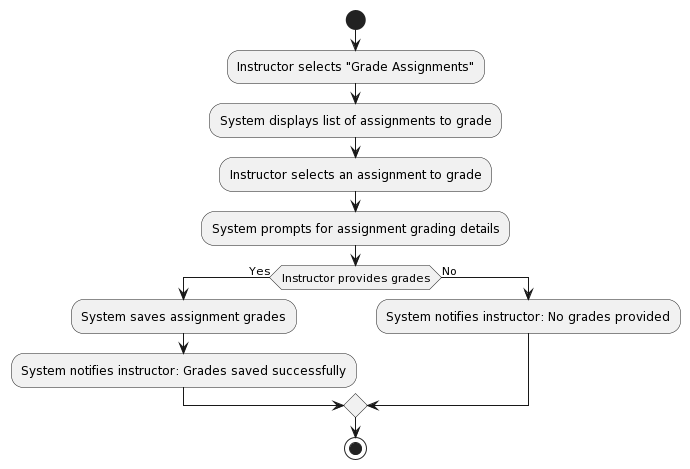 Instructor selects "Grade Assignments"
System displays list of assignments to grade
Instructor selects an assignment to grade
System prompts for assignment grading details
Yes
Instructor provides grades
No
System saves assignment grades
System notifies instructor: No grades provided
System notifies instructor: Grades saved successfully